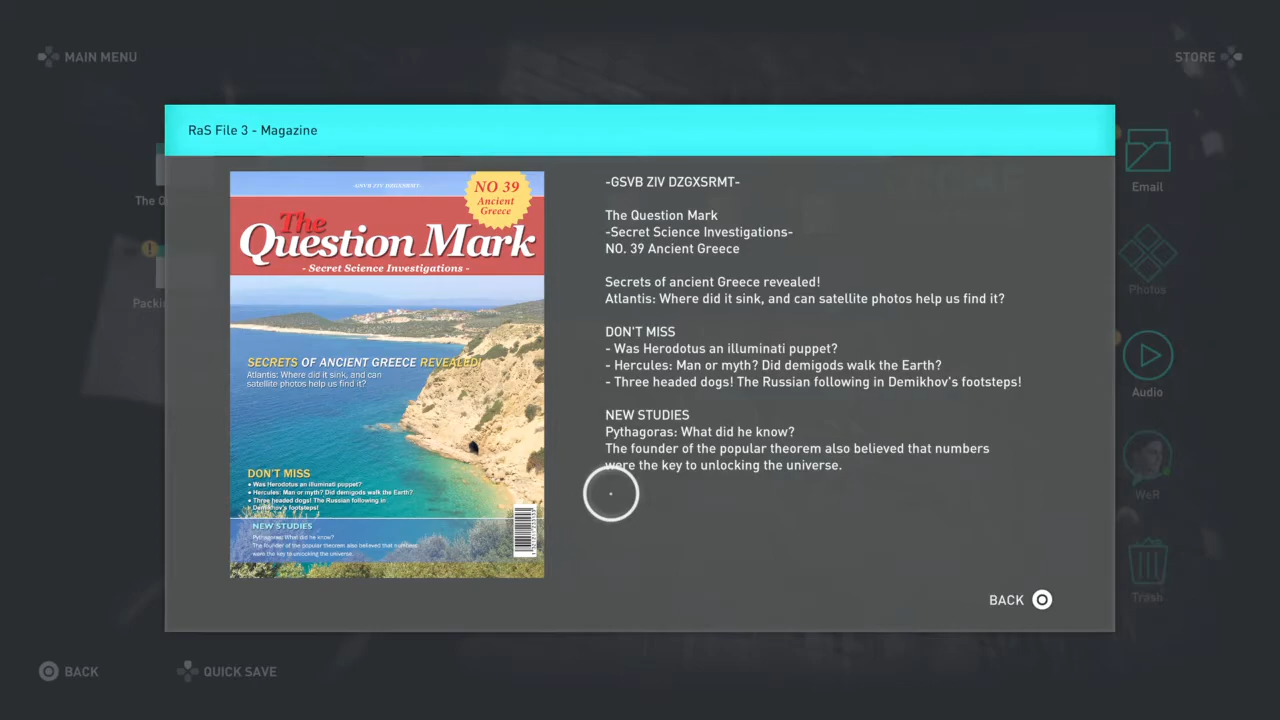 MAIN MENU
STORE
RaS File 3 - Magazine
-GSVB ZIV DZGXSRMT-
NO 39
Ancient
Greece
The
Question Mark
- Secret Science Investigations -
SECRETS OF ANCIENT GREECE REVEALED!
Atlantis: Where did it sink, and can
satellite photos help us find it?
DON'T MISS
• Was Herodotus an illuminati puppet?
• Hercules: Man or myth? Did demigods walk the Earth?
• Three headed dogs! The Russian following in
Demikhov's footsteps!
NEW STUDIES
Pythagoras: What did he know?
The founder of the popular theorem also believed that numbers
were the key to unlocking the universe.
-GSVB ZIV DZGXSRMT-
The Question Mark
-Secret Science Investigations-
NO. 39 Ancient Greece
Secrets of ancient Greece revealed!
Atlantis: Where did it sink, and can satellite photos help us find it?
DON'T MISS
- Was Herodotus an illuminati puppet?
- Hercules: Man or myth? Did demigods walk the Earth?
- Three headed dogs! The Russian following in Demikhov's footsteps!
NEW STUDIES
Pythagoras: What did he know?
The founder of the popular theorem also believed that numbers
were the key to unlocking the universe.
BACK
The G
Packi
Email
Photos
Audio
WeR
Trash
BACK
QUICK SAVE